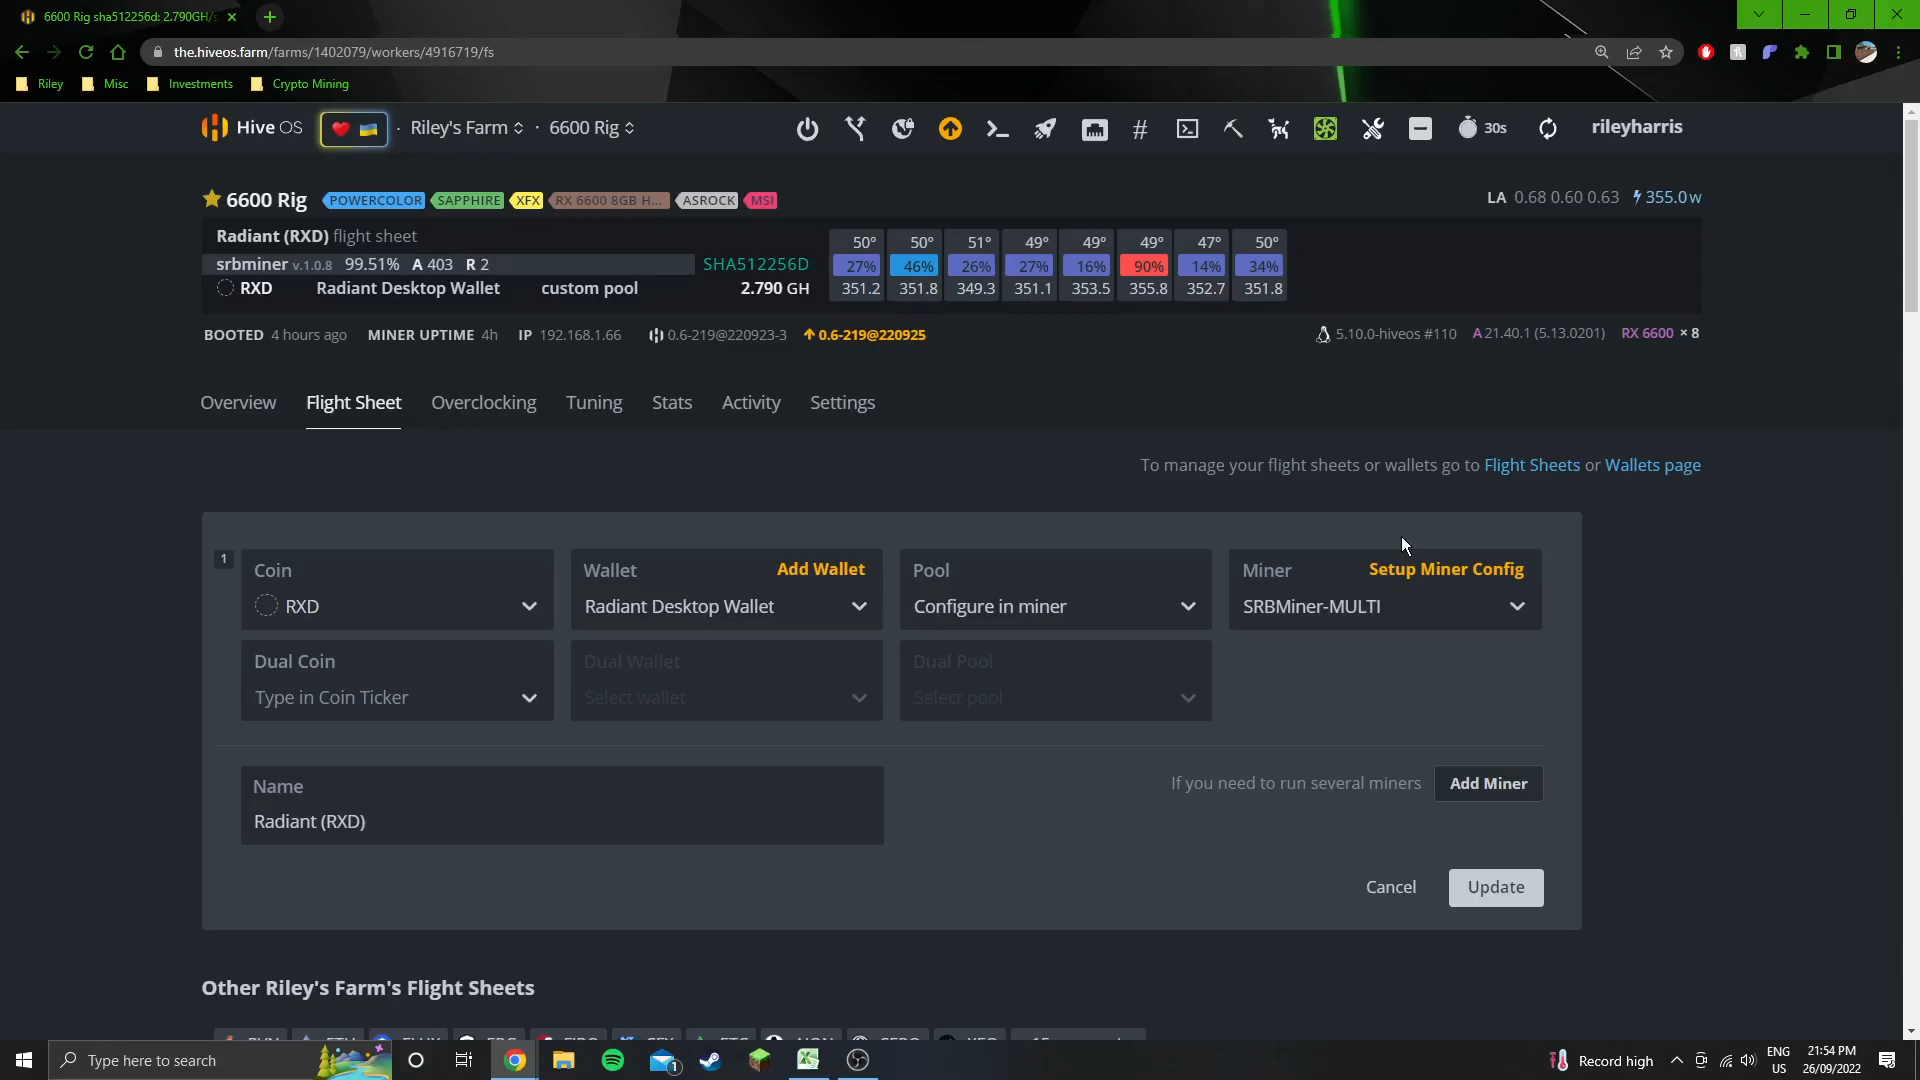 6600 Rig sha512256d: 2.790GH/s
the.hiveos.farm/farms/1402079/workers/4916719/fs
Riley Misc Investments Crypto Mining
Hive OS · Riley's Farm · 6600 Rig 30s rileyharris
6600 Rig POWERCOLOR SAPPHIRE XFX RX 6600 8GB H... ASROCK MSI LA 0.68 0.60 0.63 355.0 w
Radiant (RXD) flight sheet
50° 50° 51° 49° 49° 49° 47° 50°
srbminer v.1.0.8 99.51% A 403 R 2 SHA512256D 27% 46% 26% 27% 16% 90% 14% 34%
RXD Radiant Desktop Wallet custom pool 2.790 GH 351.2 351.8 349.3 351.1 353.5 355.8 352.7 351.8
BOOTED 4 hours ago MINER UPTIME 4h IP 192.168.1.66 0.6-219@220923-3 0.6-219@220925 5.10.0-hiveos #110 A 21.40.1 (5.13.0201) RX 6600 × 8
Overview Flight Sheet Overclocking Tuning Stats Activity Settings
To manage your flight sheets or wallets go to Flight Sheets or Wallets page
1 Coin Wallet Add Wallet Pool Miner Setup Miner Config
RXD Radiant Desktop Wallet Configure in miner SRBMiner-MULTI
Dual Coin Dual Wallet Dual Pool
Type in Coin Ticker Select wallet Select pool
Name If you need to run several miners Add Miner
Radiant (RXD)
Cancel Update
Other Riley's Farm's Flight Sheets
Type here to search 1 Record high ENG US 21:54 PM 26/09/2022